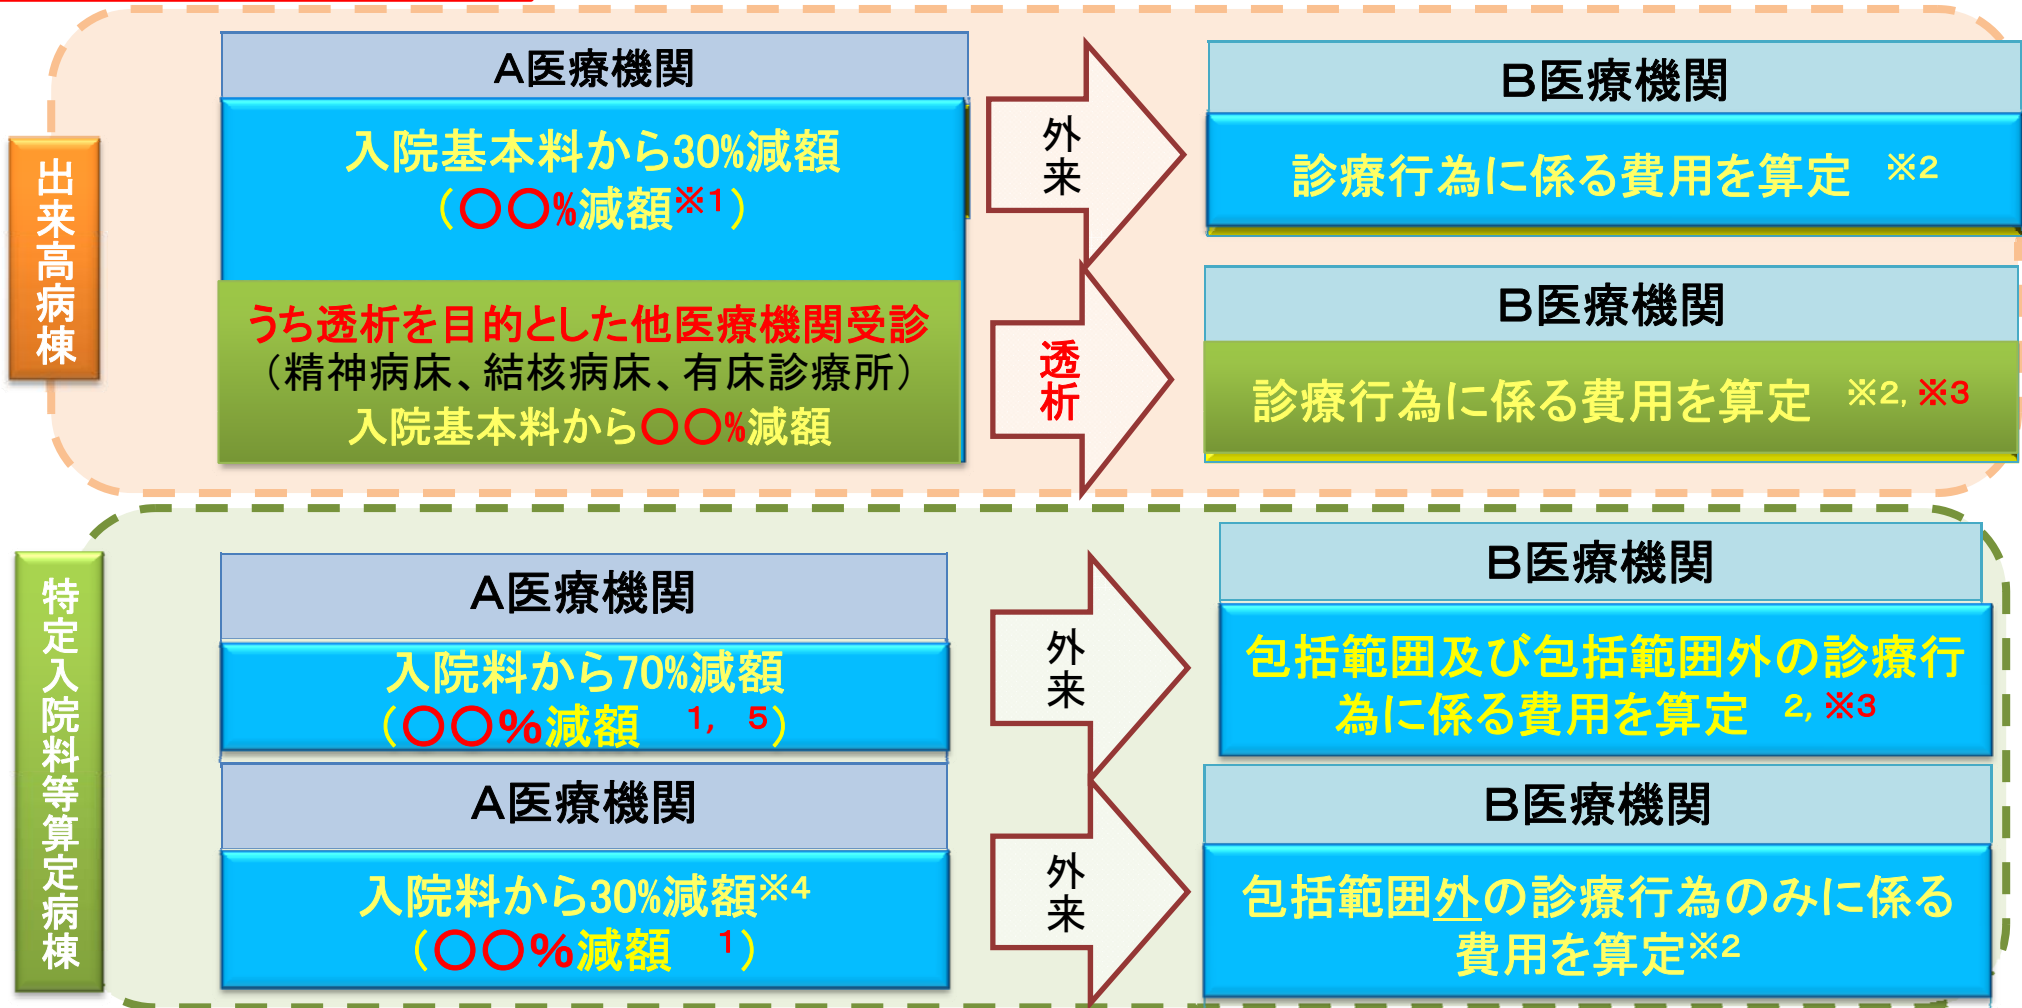 出来高病棟
A医療機関
入院基本料から30%減額
（〇〇%減額※1）
うち透析を目的とした他医療機関受診
（精神病床、結核病床、有床診療所）
入院基本料から〇〇%減額
外来
B医療機関
診療行為に係る費用を算定 ※2
透析
B医療機関
診療行為に係る費用を算定 ※2, ※3
特定入院料等算定病棟
A医療機関
入院料から70%減額
（〇〇%減額 1, 5）
外来
B医療機関
包括範囲及び包括範囲外の診療行
為に係る費用を算定 2, ※3
A医療機関
入院料から30%減額※4
（〇〇%減額 1）
外来
B医療機関
包括範囲外の診療行為のみに係る
費用を算定※2